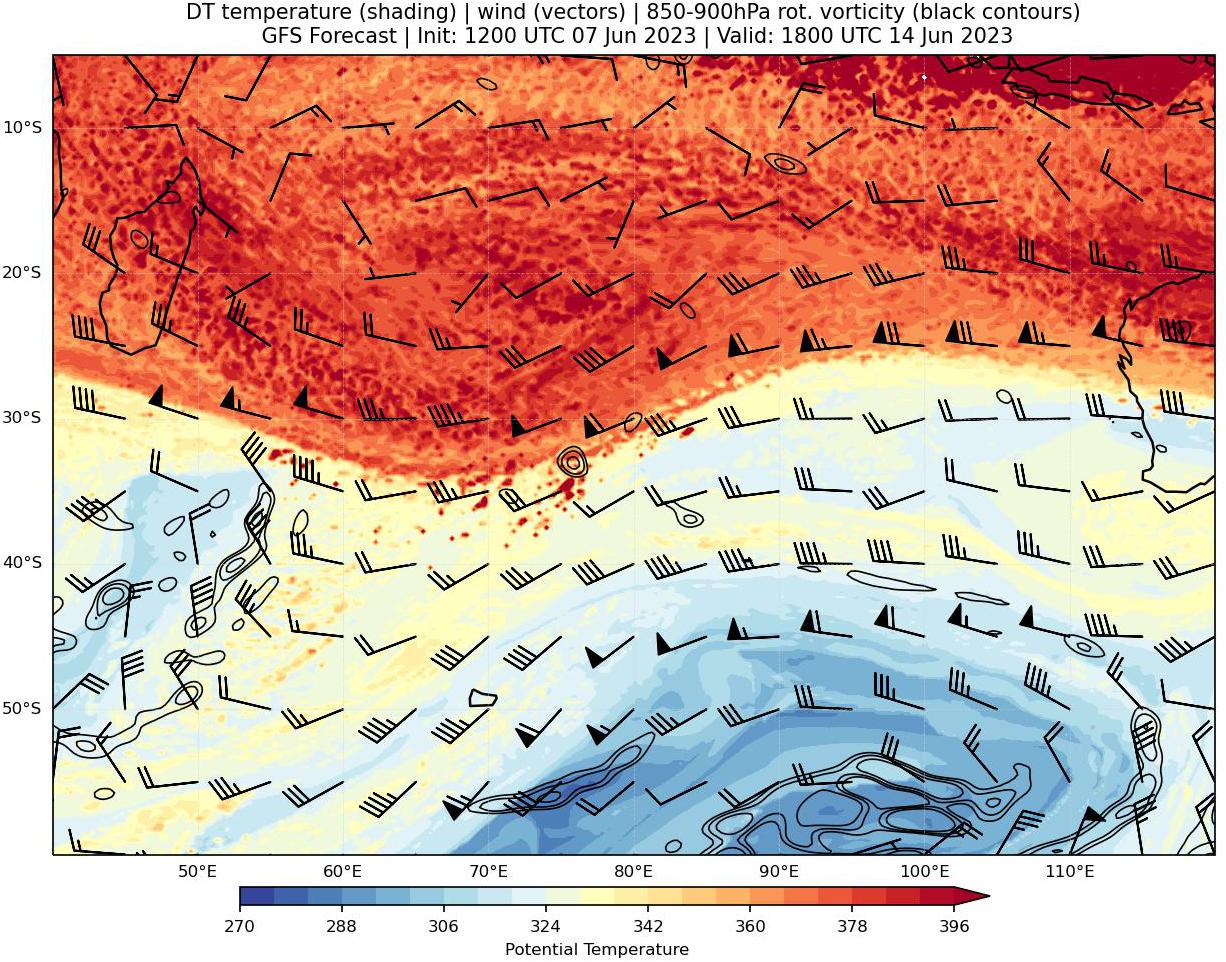 DT temperature (shading) | wind (vectors) | 850-900hPa rot. vorticity (black contours)
GFS Forecast | Init: 1200 UTC 07 Jun 2023 | Valid: 1800 UTC 14 Jun 2023
10°S
20°S
30°S
40°S
50°S
50°E 60°E 70°E 80°E 90°E 100°E 110°E
270 288 306 324 342 360 378 396
Potential Temperature